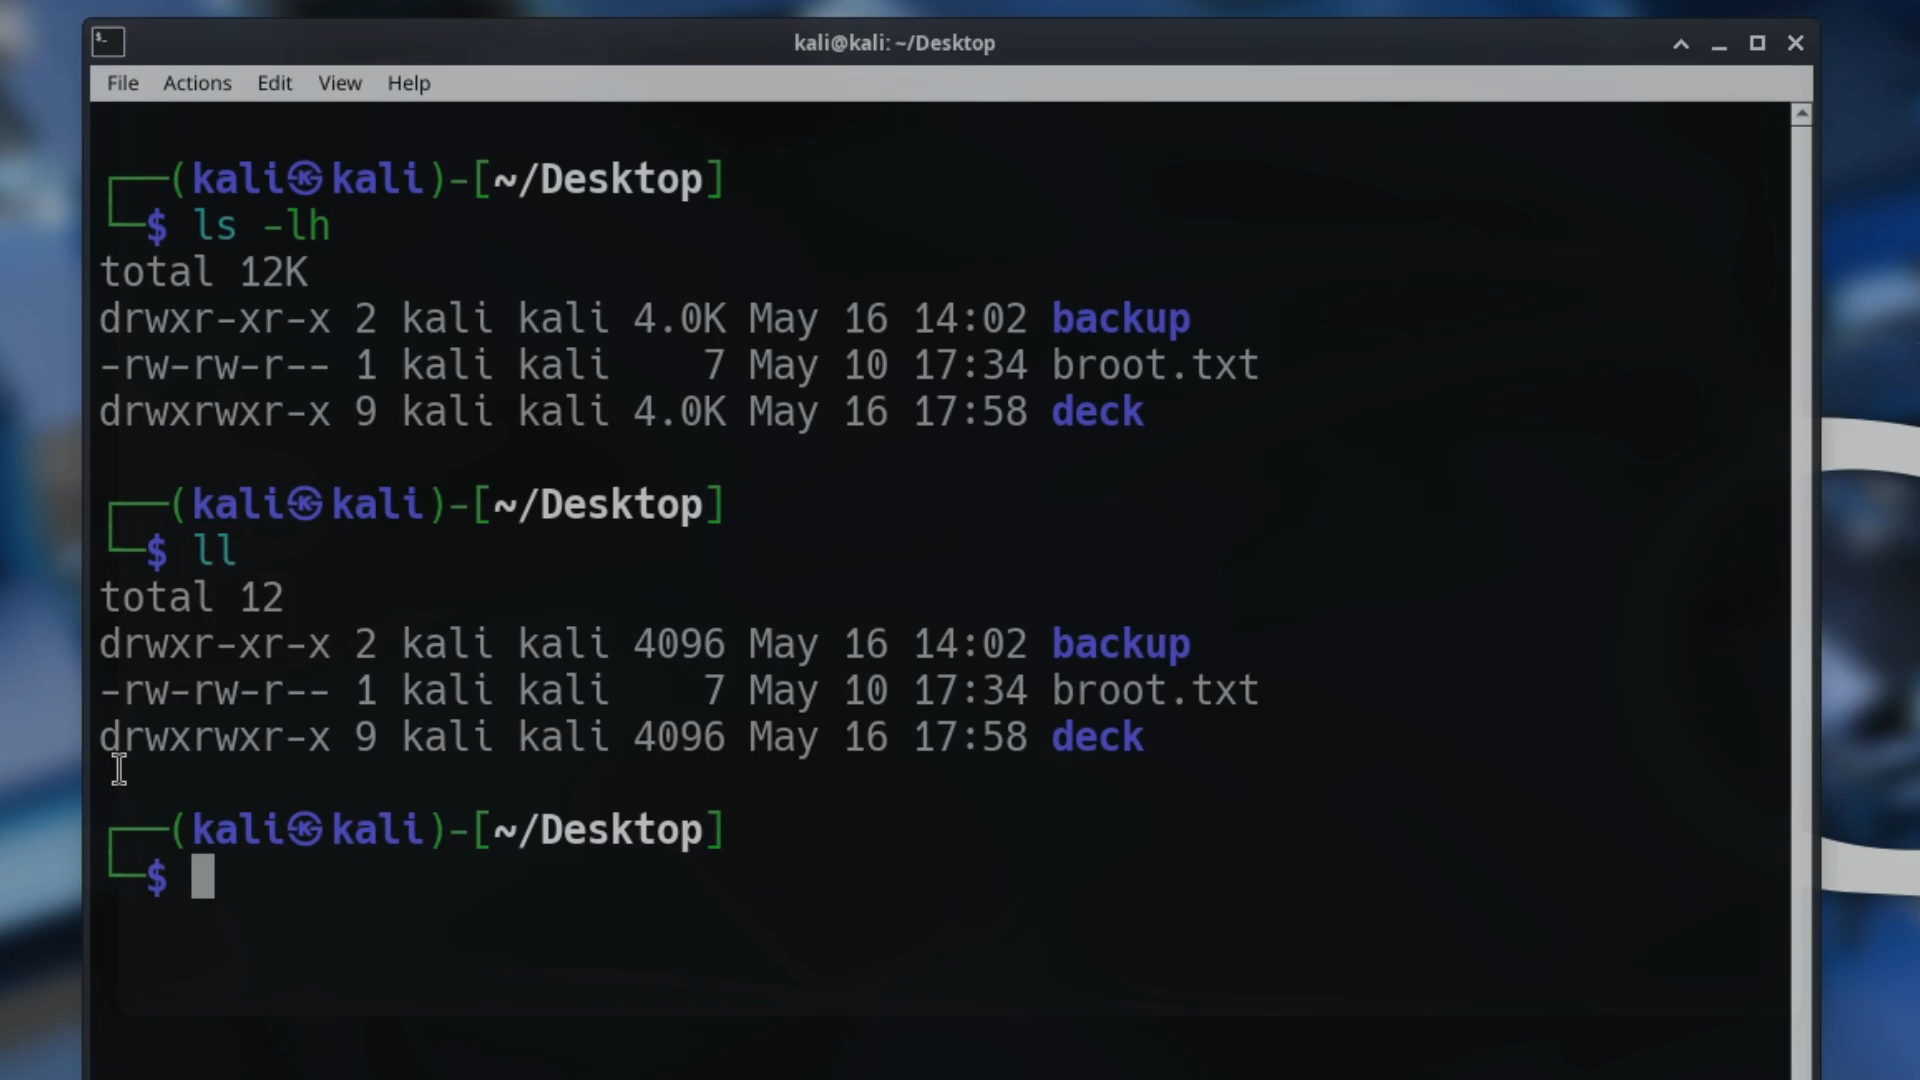 kali@kali: ~/Desktop
File Actions Edit View Help
┌──(kali㉿kali)-[~/Desktop]
└─$ ls -lh
total 12K
drwxr-xr-x 2 kali kali 4.0K May 16 14:02 backup
-rw-rw-r-- 1 kali kali    7 May 10 17:34 broot.txt
drwxrwxr-x 9 kali kali 4.0K May 16 17:58 deck
┌──(kali㉿kali)-[~/Desktop]
└─$ ll
total 12
drwxr-xr-x 2 kali kali 4096 May 16 14:02 backup
-rw-rw-r-- 1 kali kali    7 May 10 17:34 broot.txt
drwxrwxr-x 9 kali kali 4096 May 16 17:58 deck
┌──(kali㉿kali)-[~/Desktop]
└─$